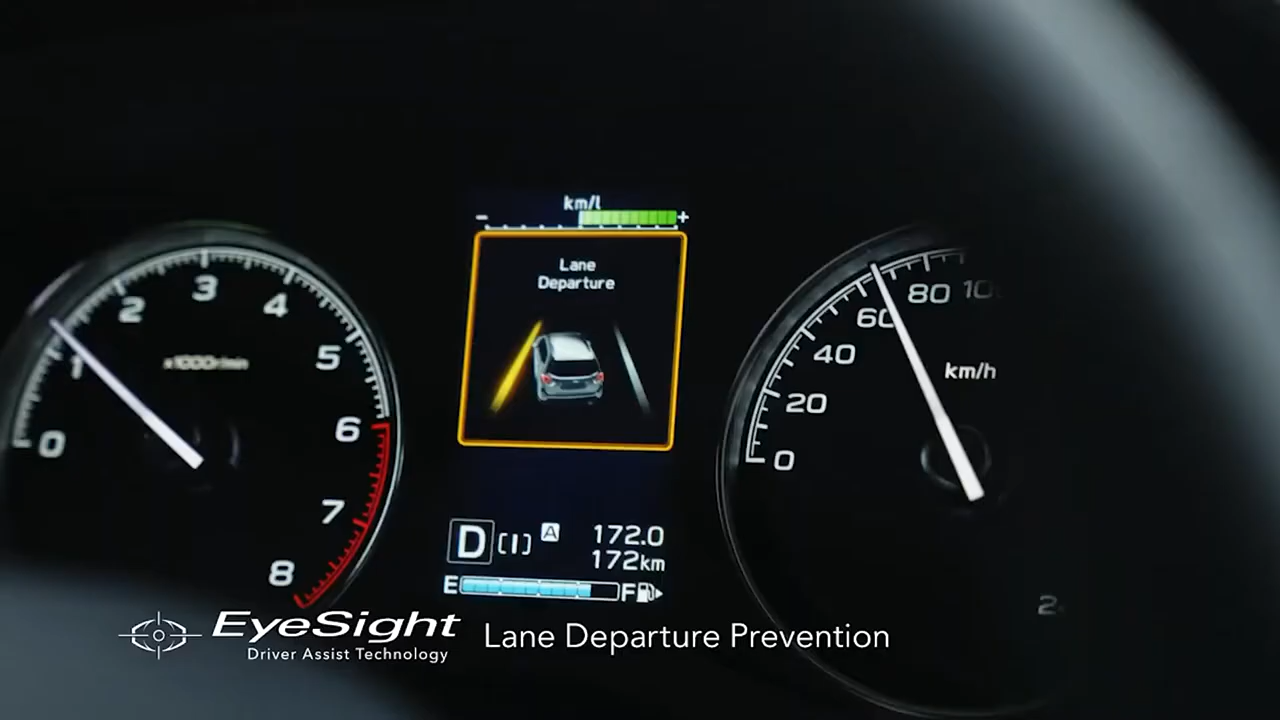 km/l
- +
Lane
Departure
0
1
2
3
4
5
6
7
8
x1000r/min
0
20
40
60
80
km/h
D
A
172.0
172km
E
F
EyeSight
Driver Assist Technology
Lane Departure Prevention